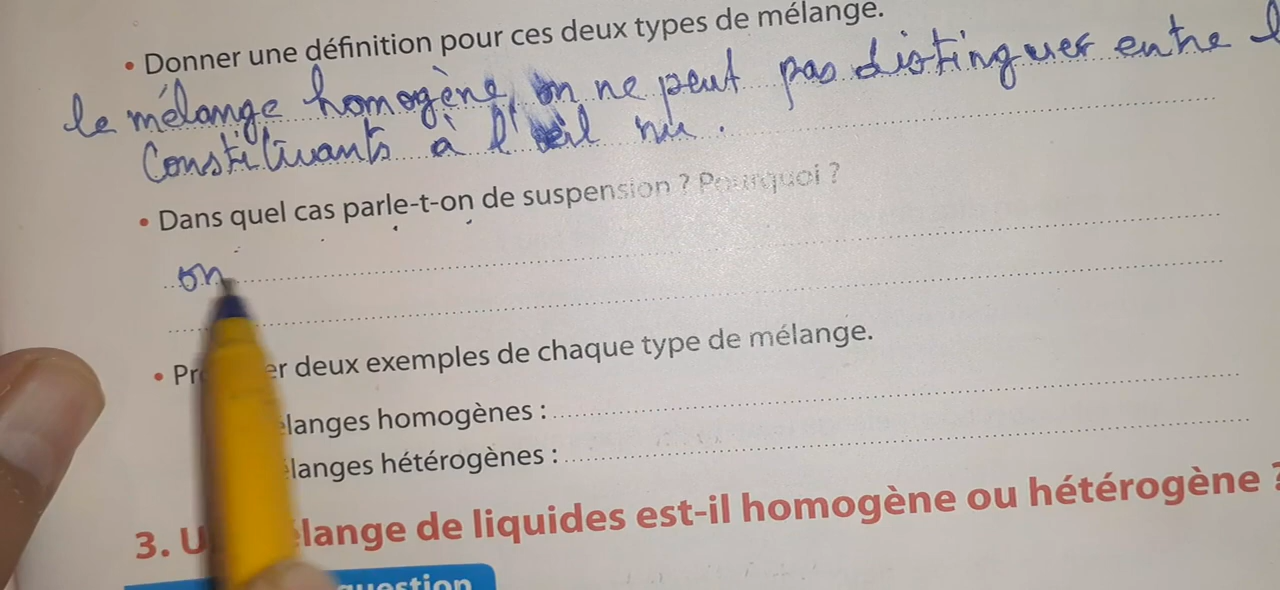 • Donner une définition pour ces deux types de mélange.
le mélange homogène on ne peut pas distinguer entre l
Constituants à l'œil nu.
• Dans quel cas parle-t-on de suspension ? Pourquoi ?
on
• Pr er deux exemples de chaque type de mélange.
élanges homogènes :
élanges hétérogènes :
3. U lange de liquides est-il homogène ou hétérogène ?
question